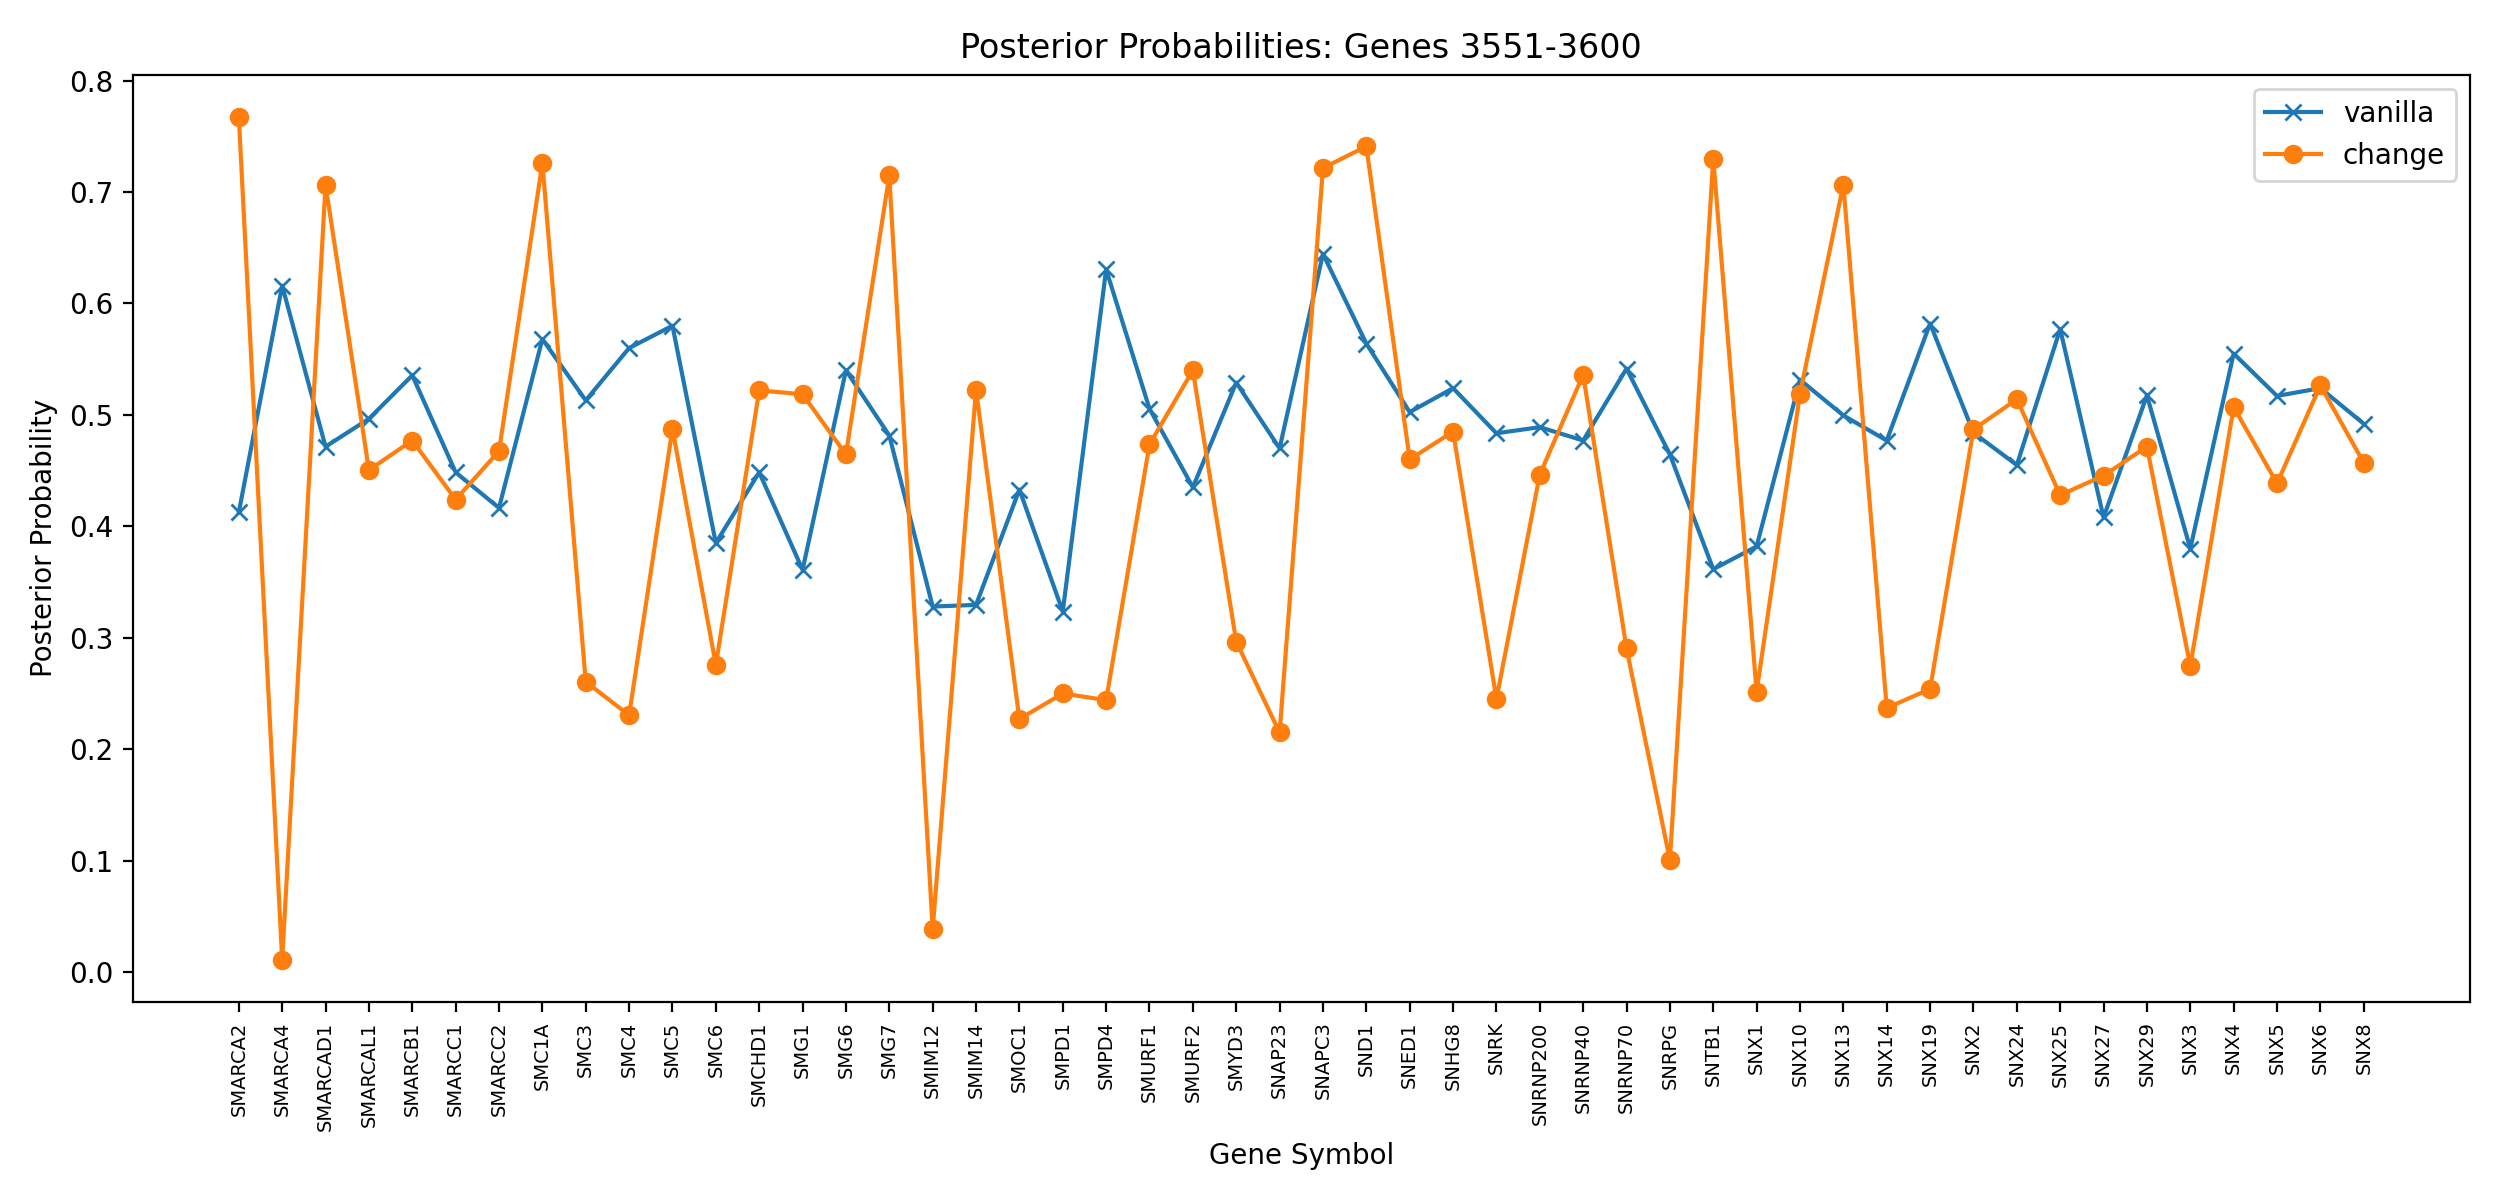 Posterior Probabilities: Genes 3551-3600
vanilla
change
Posterior Probability
0.8
0.7
0.6
0.5
0.4
0.3
0.2
0.1
0.0
SMARCA2
SMARCA4
SMARCAD1
SMARCAL1
SMARCB1
SMARCC1
SMARCC2
SMC1A
SMC3
SMC4
SMC5
SMC6
SMCHD1
SMG1
SMG6
SMG7
SMIM12
SMIM14
SMOC1
SMPD1
SMPD4
SMURF1
SMURF2
SMYD3
SNAP23
SNAPC3
SND1
SNED1
SNHG8
SNRK
SNRNP200
SNRNP40
SNRNP70
SNRPG
SNTB1
SNX1
SNX10
SNX13
SNX14
SNX19
SNX2
SNX24
SNX25
SNX27
SNX29
SNX3
SNX4
SNX5
SNX6
SNX8
Gene Symbol